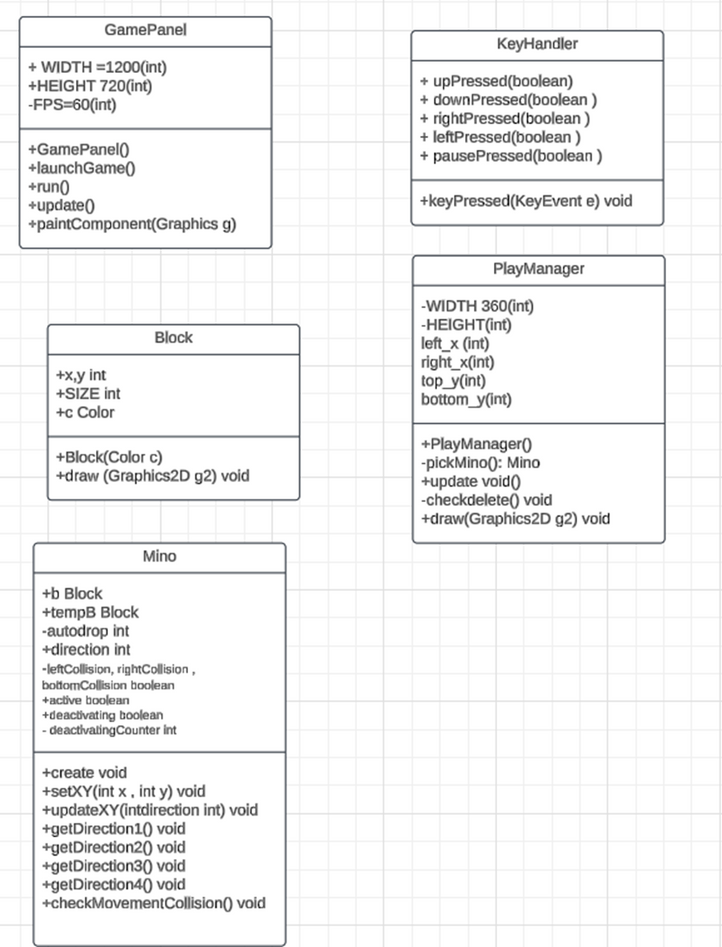 GamePanel
+ WIDTH =1200(int)
+HEIGHT 720(int)
-FPS=60(int)
+GamePanel()
+launchGame()
+run()
+update()
+paintComponent(Graphics g)
KeyHandler
+ upPressed(boolean)
+ downPressed(boolean )
+ rightPressed(boolean )
+ leftPressed(boolean )
+ pausePressed(boolean )
+keyPressed(KeyEvent e) void
PlayManager
-WIDTH 360(int)
-HEIGHT(int)
left_x (int)
right_x(int)
top_y(int)
bottom_y(int)
+PlayManager()
-pickMino(): Mino
+update void()
-checkdelete() void
+draw(Graphics2D g2) void
Block
+x,y int
+SIZE int
+c Color
+Block(Color c)
+draw (Graphics2D g2) void
Mino
+b Block
+tempB Block
-autodrop int
+direction int
-leftCollision, rightCollision ,
bottomCollision boolean
+active boolean
+deactivating boolean
- deactivatingCounter int
+create void
+setXY(int x , int y) void
+updateXY(intdirection int) void
+getDirection1() void
+getDirection2() void
+getDirection3() void
+getDirection4() void
+checkMovementCollision() void